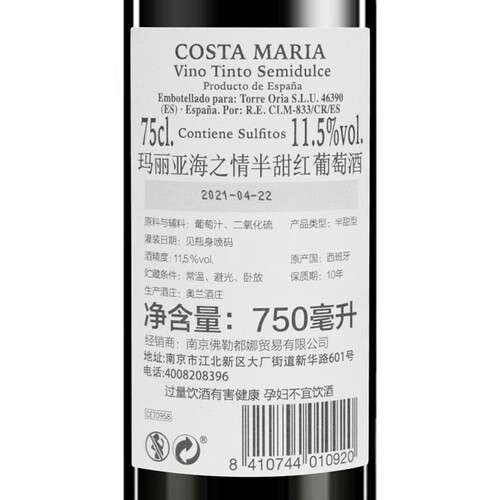 COSTA MARIA
Vino Tinto Semidulce
Producto de España
Embotellado para: Torre Oria S.L.U. 46390
(ES) · España. Por: R.E. CLM-833/CR/ES
75cl. Contiene Sulfitos 11.5%vol.
玛丽亚海之情半甜红葡萄酒
2021-04-22
原料与辅料: 葡萄汁、二氧化硫 产品类型: 半甜型
灌装日期: 见瓶身喷码
酒精度: 11,5%vol. 原产国: 西班牙
贮藏条件: 常温、避光、卧放 保质期: 10年
生产酒庄: 奥兰酒庄
净含量: 750毫升
经销商: 南京佛勒都娜贸易有限公司
地址:南京市江北新区大厂街道新华路601号
电话:4008208396
过量饮酒有害健康 孕妇不宜饮酒
CET0958
8 410744 010920